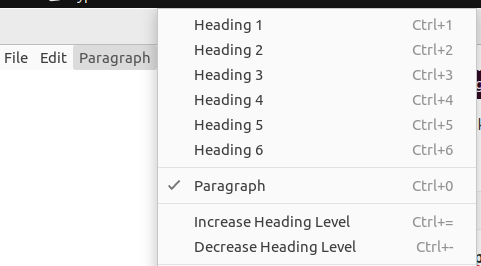 Heading 1 Ctrl+1
Heading 2 Ctrl+2
File Edit Paragraph Heading 3 Ctrl+3
Heading 4 Ctrl+4
Heading 5 Ctrl+5
Heading 6 Ctrl+6
Paragraph Ctrl+0
Increase Heading Level Ctrl+=
Decrease Heading Level Ctrl+-